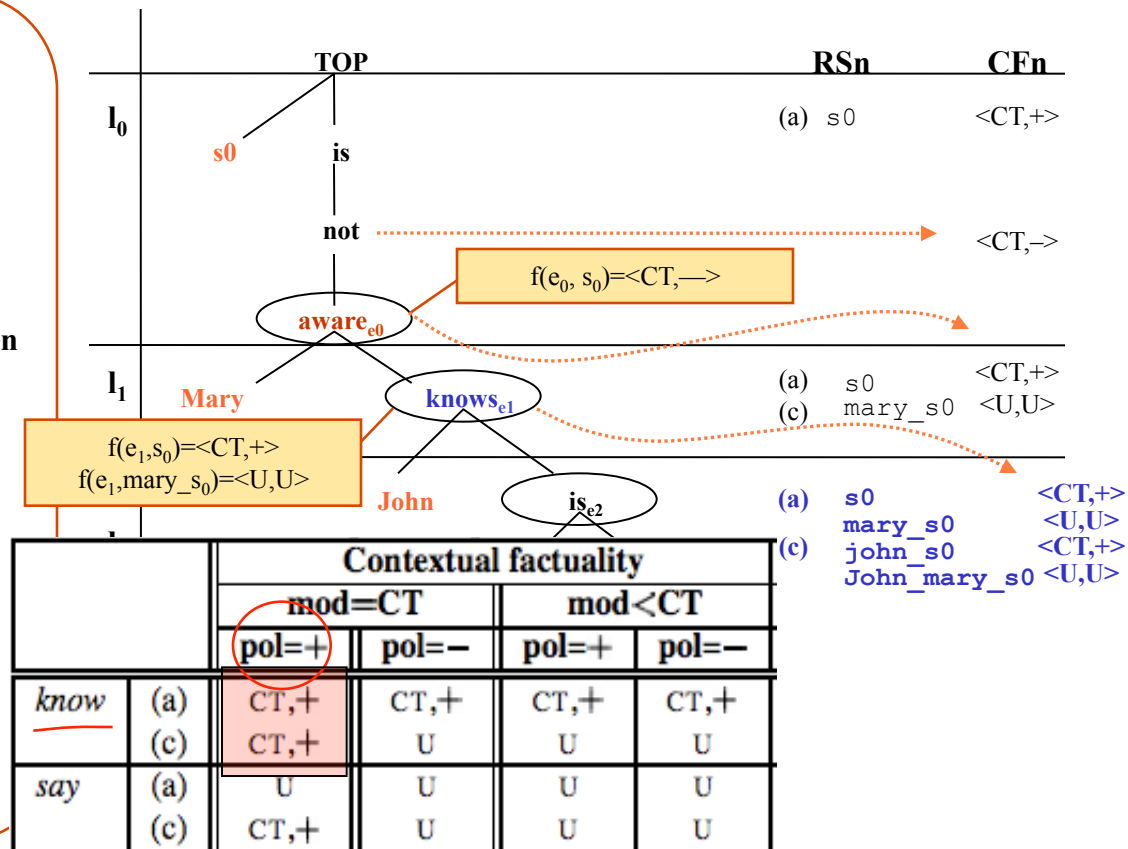 TOP RSn CFn
l0 (a) s0 <CT,+>
s0 is
not <CT,–>
f(e0, s0)=<CT,—>
n
awaree0
l1 (a) s0 <CT,+>
Mary knowse1 (c) mary_s0 <U,U>
f(e1,s0)=<CT,+>
f(e1,mary_s0)=<U,U>
John ise2 (a) s0 <CT,+>
mary_s0 <U,U>
(c) john_s0 <CT,+>
John_mary_s0 <U,U>
Contextual factuality
mod=CT mod<CT
pol=+ pol=− pol=+ pol=−
know (a) CT,+ CT,+ CT,+ CT,+
(c) CT,+ U U U
say (a) U U U U
(c) CT,+ U U U